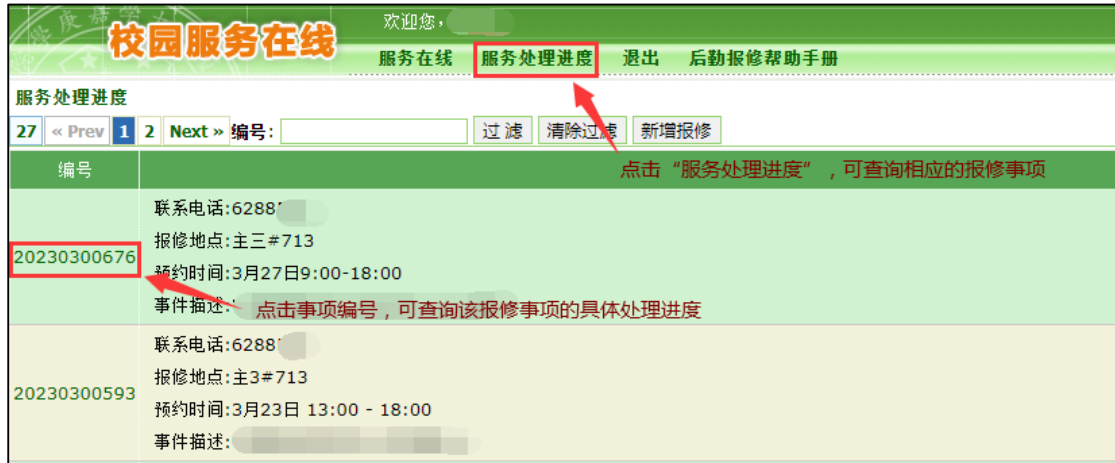 欢迎您，
校园服务在线
服务在线 服务处理进度 退出 后勤报修帮助手册
服务处理进度
27 « Prev 1 2 Next » 编号: 过 滤 清除过滤 新增报修
编号
点击“服务处理进度”，可查询相应的报修事项
联系电话:6288
报修地点:主三#713
20230300676
预约时间:3月27日9:00-18:00
事件描述:
点击事项编号，可查询该报修事项的具体处理进度
联系电话:6288
报修地点:主3#713
20230300593
预约时间:3月23日 13:00 - 18:00
事件描述: